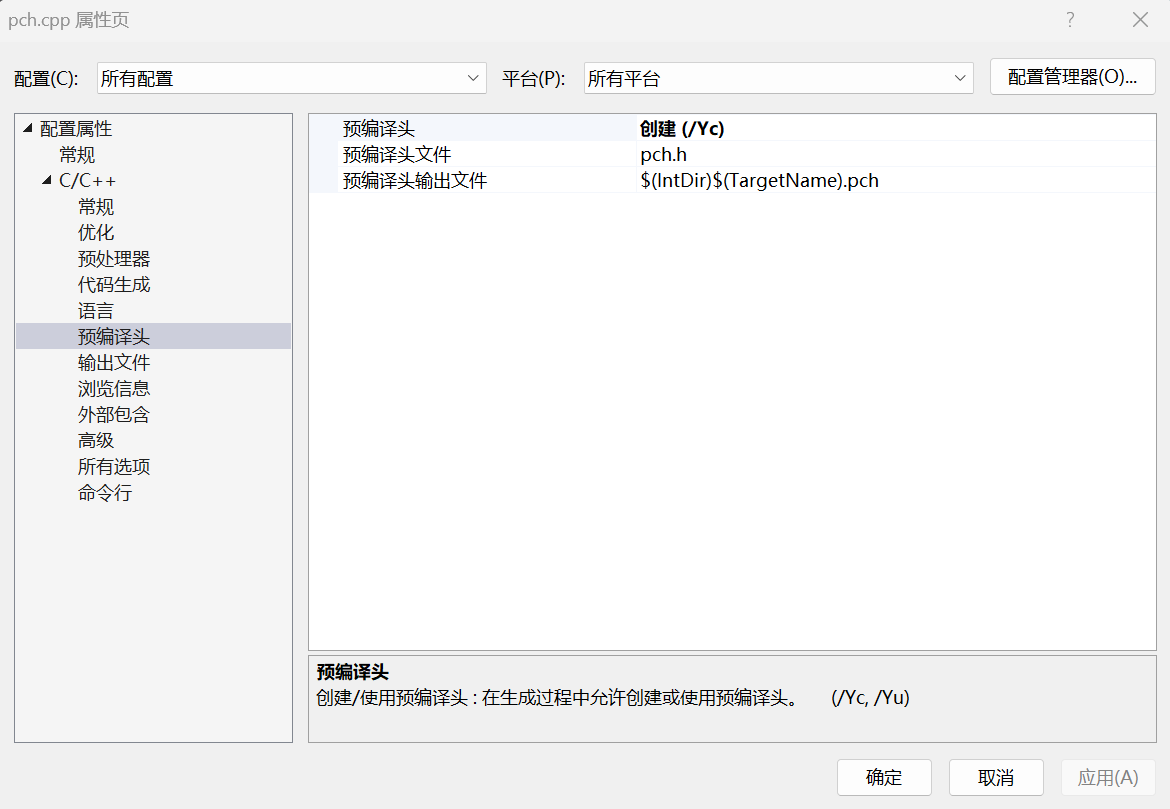 pch.cpp 属性页
配置(C): 所有配置 平台(P): 所有平台 配置管理器(O)...
配置属性
常规
C/C++
常规
优化
预处理器
代码生成
语言
预编译头
输出文件
浏览信息
外部包含
高级
所有选项
命令行
预编译头 创建 (/Yc)
预编译头文件 pch.h
预编译头输出文件 $(IntDir)$(TargetName).pch
预编译头
创建/使用预编译头 : 在生成过程中允许创建或使用预编译头。 (/Yc, /Yu)
确定 取消 应用(A)